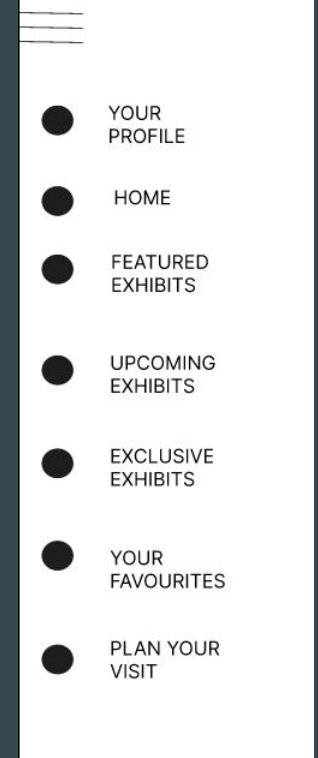 YOUR
PROFILE
HOME
FEATURED
EXHIBITS
UPCOMING
EXHIBITS
EXCLUSIVE
EXHIBITS
YOUR
FAVOURITES
PLAN YOUR
VISIT